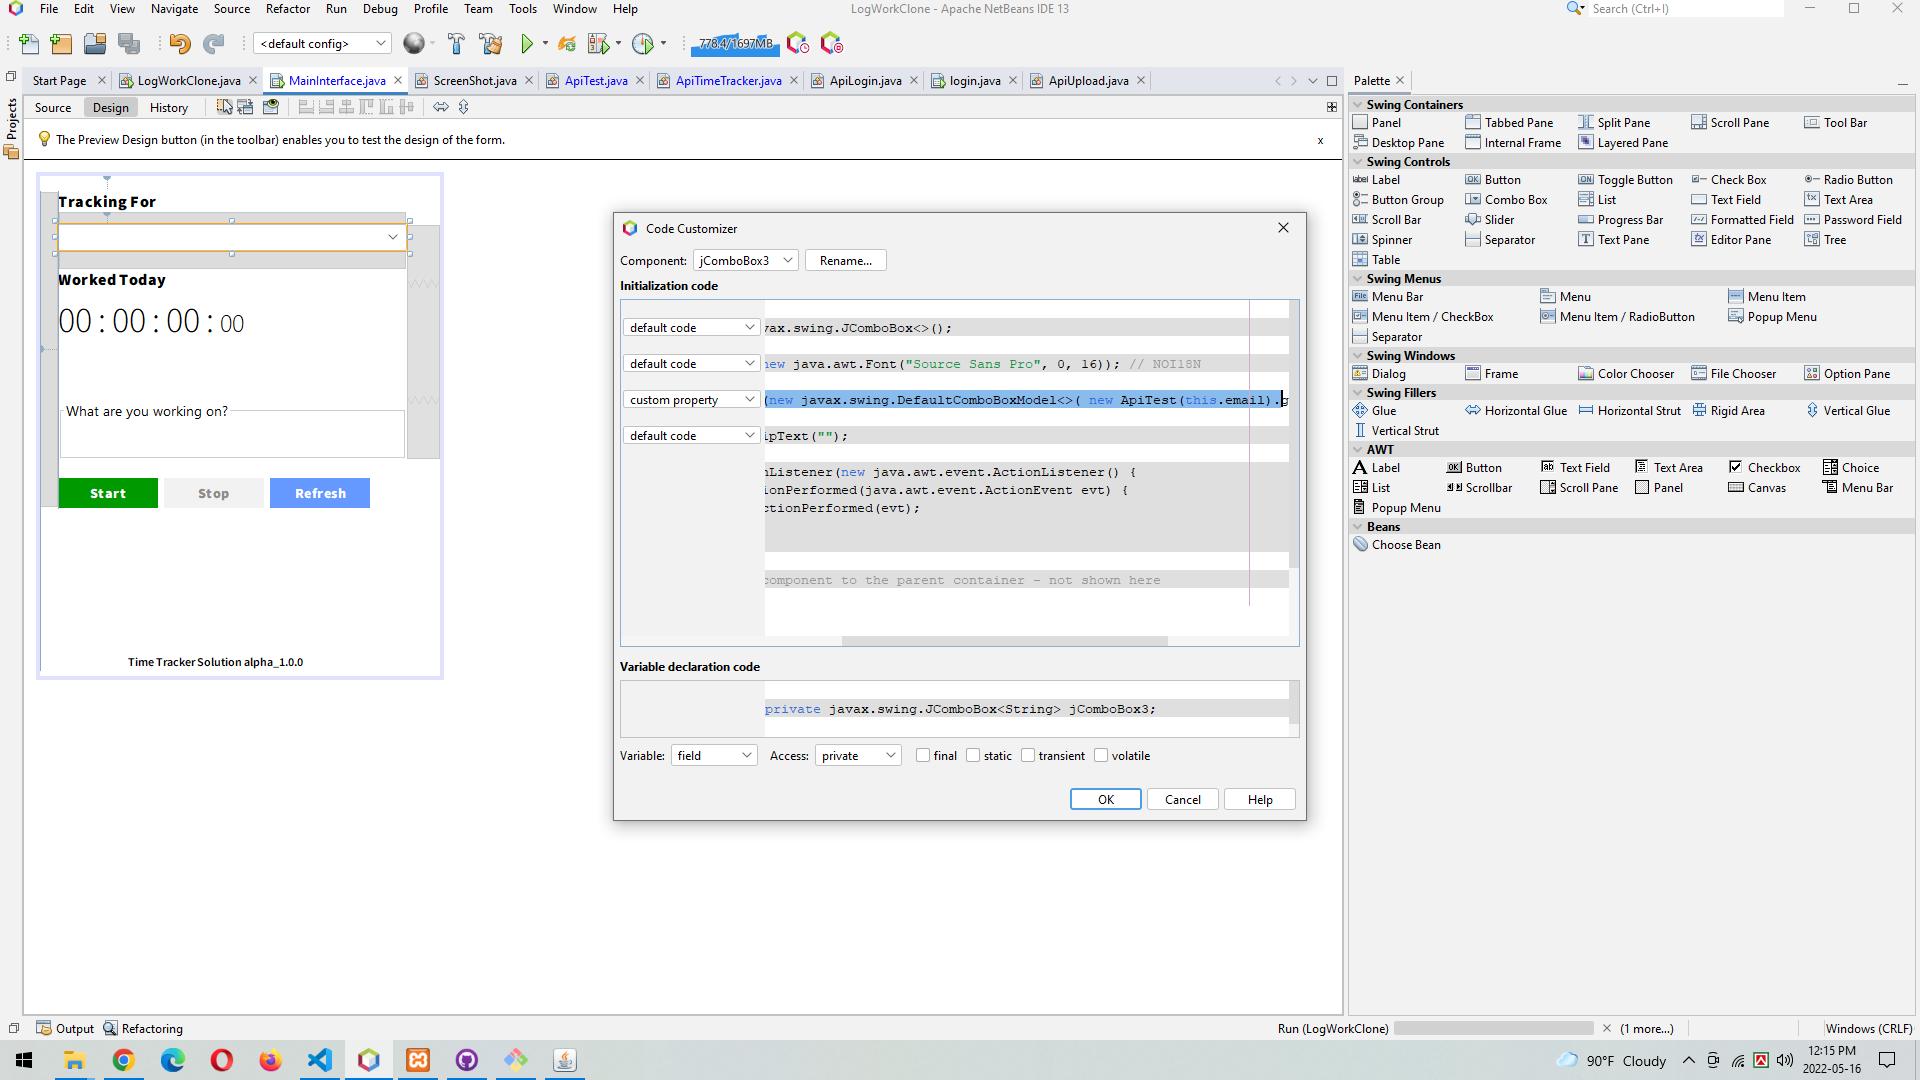 File Edit View Navigate Source Refactor Run Debug Profile Team Tools Window Help
LogWorkClone - Apache NetBeans IDE 13
Search (Ctrl+I)
<default config>
778.4/1697MB
Start Page LogWorkClone.java MainInterface.java ScreenShot.java ApiTest.java ApiTimeTracker.java ApiLogin.java login.java ApiUpload.java
Palette
Source Design History
Projects
The Preview Design button (in the toolbar) enables you to test the design of the form.
x
Tracking For
Worked Today
00 : 00 : 00 : 00
What are you working on?
Start Stop Refresh
Time Tracker Solution alpha_1.0.0
Code Customizer
Component: jComboBox3 Rename...
Initialization code
default code vax.swing.JComboBox<>();
default code new java.awt.Font("Source Sans Pro", 0, 16)); // NOI18N
custom property (new javax.swing.DefaultComboBoxModel<>( new ApiTest(this.email).g
default code ipText("");
nListener(new java.awt.event.ActionListener() {
ionPerformed(java.awt.event.ActionEvent evt) {
ctionPerformed(evt);
component to the parent container - not shown here
Variable declaration code
private javax.swing.JComboBox<String> jComboBox3;
Variable: field Access: private final static transient volatile
OK Cancel Help
Swing Containers
Panel Tabbed Pane Split Pane Scroll Pane Tool Bar
Desktop Pane Internal Frame Layered Pane
Swing Controls
Label Button Toggle Button Check Box Radio Button
Button Group Combo Box List Text Field Text Area
Scroll Bar Slider Progress Bar Formatted Field Password Field
Spinner Separator Text Pane Editor Pane Tree
Table
Swing Menus
Menu Bar Menu Menu Item
Menu Item / CheckBox Menu Item / RadioButton Popup Menu
Separator
Swing Windows
Dialog Frame Color Chooser File Chooser Option Pane
Swing Fillers
Glue Horizontal Glue Horizontal Strut Rigid Area Vertical Glue
Vertical Strut
AWT
Label Button Text Field Text Area Checkbox Choice
List Scrollbar Scroll Pane Panel Canvas Menu Bar
Popup Menu
Beans
Choose Bean
Output Refactoring
Run (LogWorkClone) (1 more...) Windows (CRLF)
90°F Cloudy
12:15 PM
2022-05-16